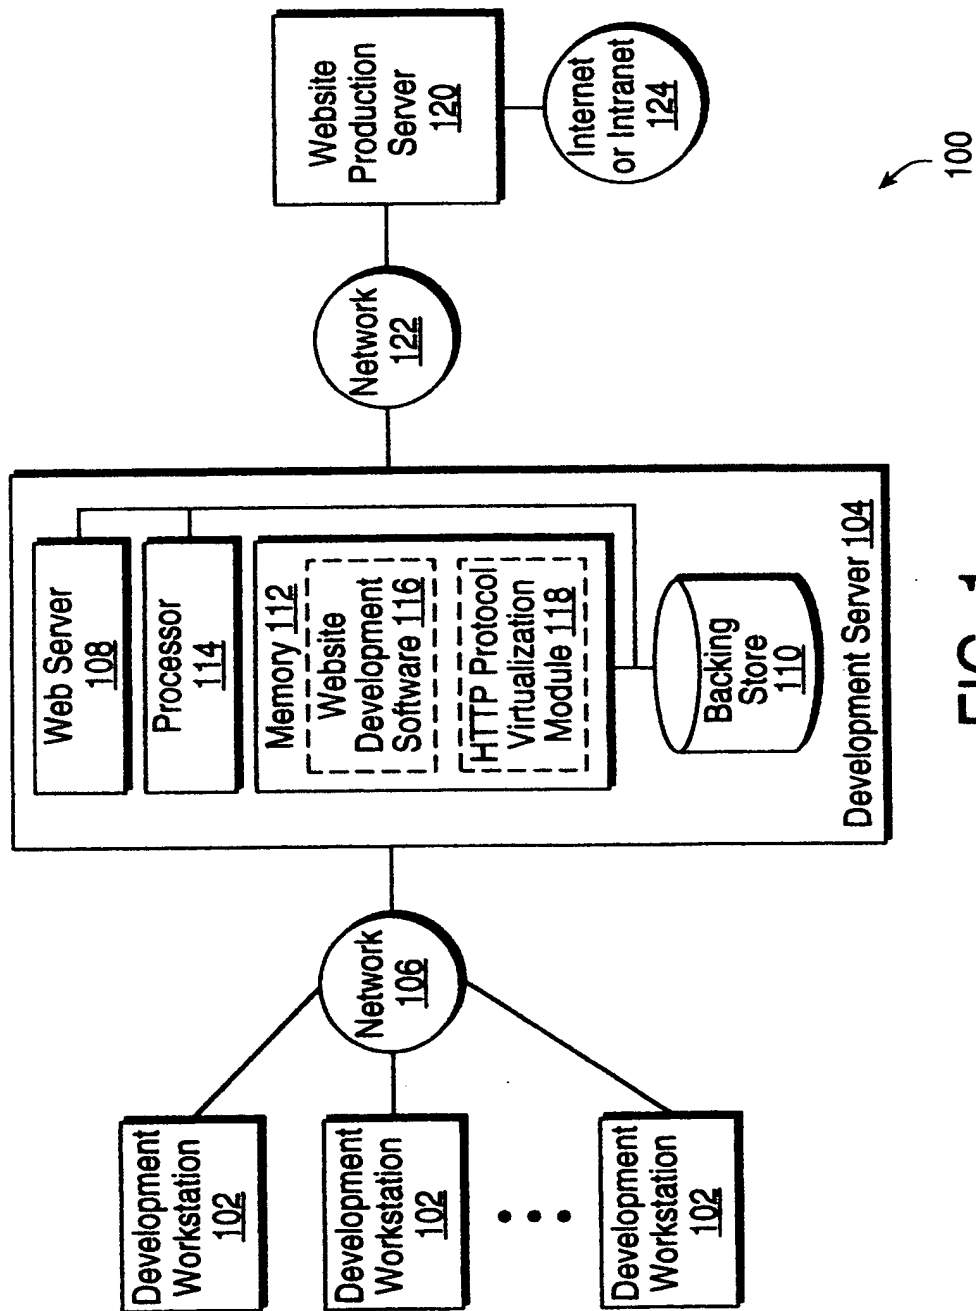 Development
Workstation
102
Development
Workstation
102
Development
Workstation
102
Network
106
Web Server
108
Processor
114
Memory 112
Website
Development
Software 116
HTTP Protocol
Virtualization
Module 118
Backing
Store
110
Development Server 104
Network
122
Website
Production
Server
120
Internet
or Intranet
124
100